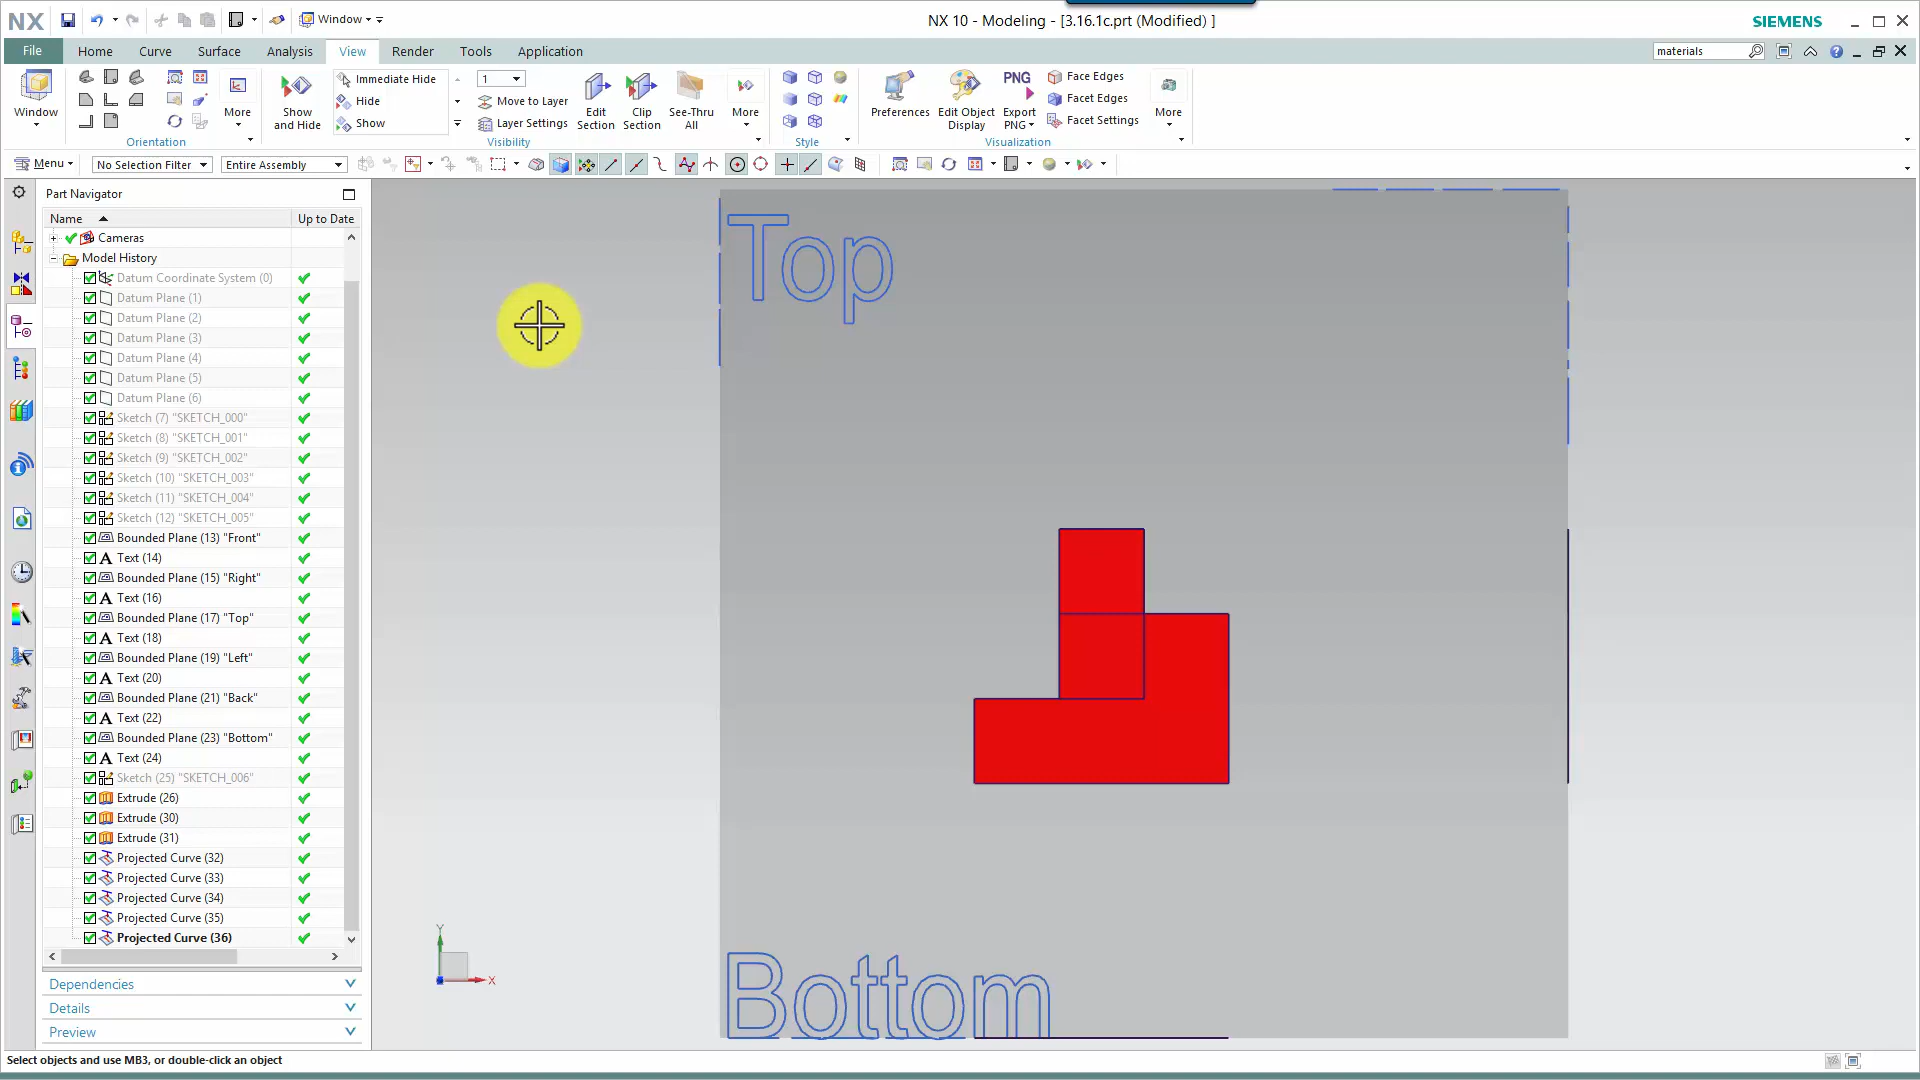 NX
Window
NX 10 - Modeling - [3.16.1c.prt (Modified) ]
SIEMENS
File
Home
Curve
Surface
Analysis
View
Render
Tools
Application
materials
Window
More
Orientation
Show and Hide
Immediate Hide
Hide
Show
1
Move to Layer
Layer Settings
Edit Section
Clip Section
See-Thru All
More
Visibility
Style
Preferences
Edit Object Display
PNG
Export PNG
Face Edges
Facet Edges
Facet Settings
More
Visualization
Menu
No Selection Filter
Entire Assembly
Part Navigator
Name
Up to Date
Cameras
Model History
Datum Coordinate System (0)
Datum Plane (1)
Datum Plane (2)
Datum Plane (3)
Datum Plane (4)
Datum Plane (5)
Datum Plane (6)
Sketch (7) "SKETCH_000"
Sketch (8) "SKETCH_001"
Sketch (9) "SKETCH_002"
Sketch (10) "SKETCH_003"
Sketch (11) "SKETCH_004"
Sketch (12) "SKETCH_005"
Bounded Plane (13) "Front"
Text (14)
Bounded Plane (15) "Right"
Text (16)
Bounded Plane (17) "Top"
Text (18)
Bounded Plane (19) "Left"
Text (20)
Bounded Plane (21) "Back"
Text (22)
Bounded Plane (23) "Bottom"
Text (24)
Sketch (25) "SKETCH_006"
Extrude (26)
Extrude (30)
Extrude (31)
Projected Curve (32)
Projected Curve (33)
Projected Curve (34)
Projected Curve (35)
Projected Curve (36)
Dependencies
Details
Preview
Top
Bottom
Y
X
Select objects and use MB3, or double-click an object